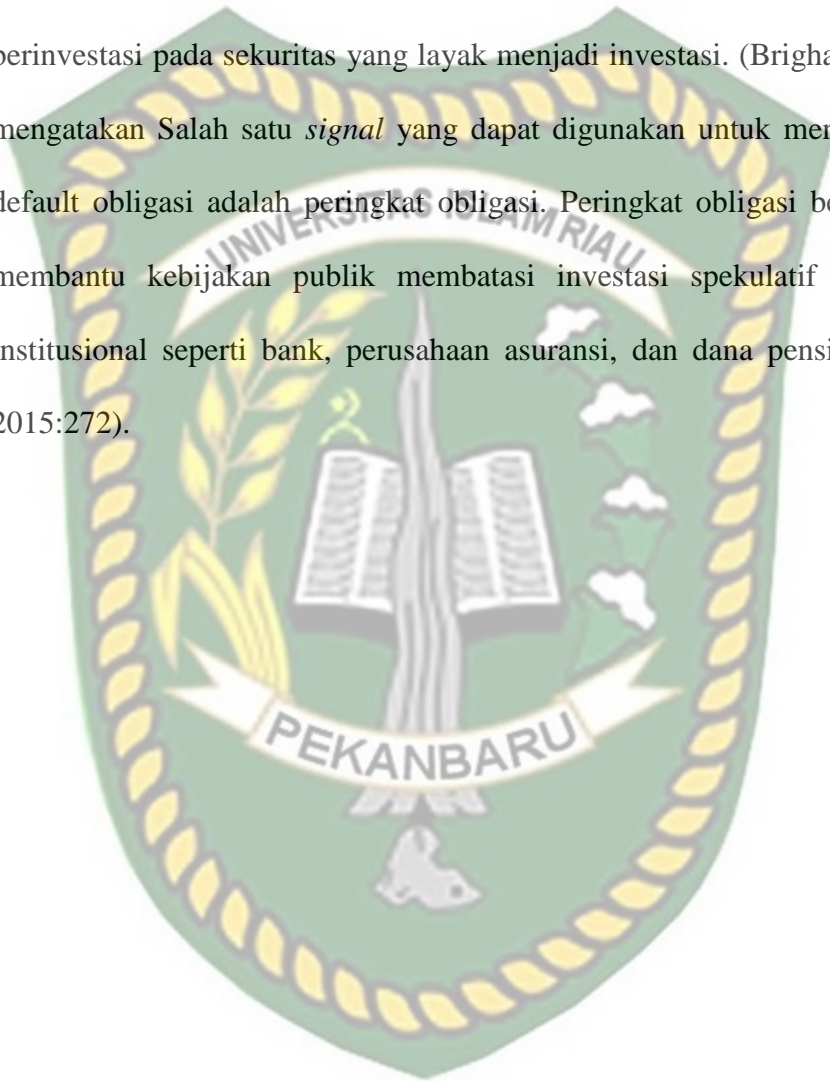 berinvestasi pada sekuritas yang layak menjadi investasi. (Brigha
mengatakan Salah satu signal yang dapat digunakan untuk mer
default obligasi adalah peringkat obligasi. Peringkat obligasi be
membantu kebijakan publik membatasi investasi spekulatif
institusional seperti bank, perusahaan asuransi, dan dana pensi
2015:272).
UNIVERSITAS ISLAM RIAU
PEKANBARU